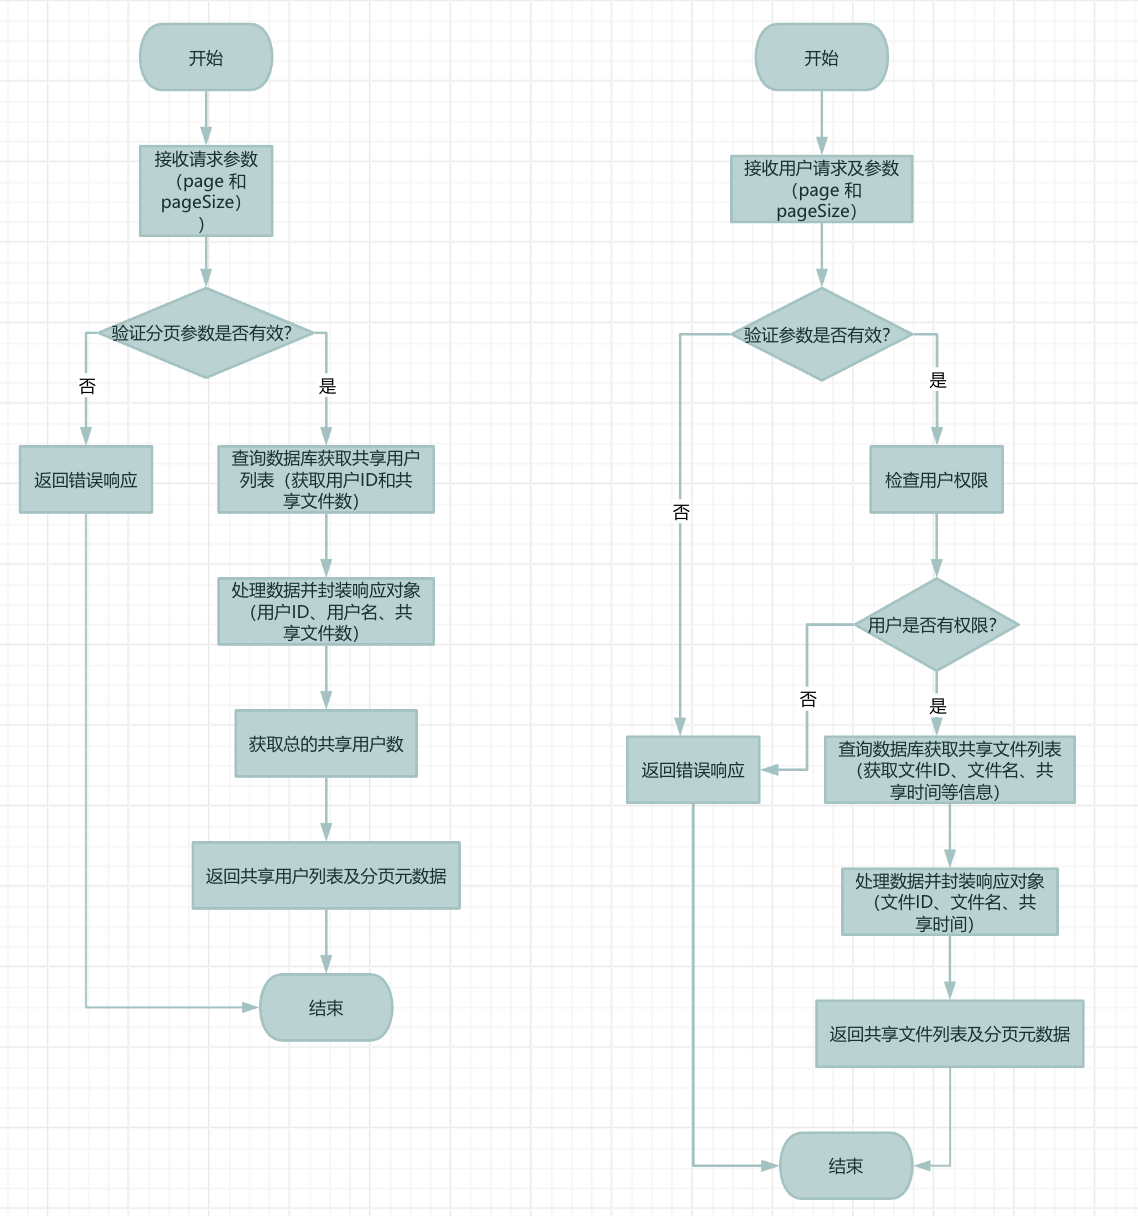 开始
接收请求参数
（page 和
pageSize）
）
验证分页参数是否有效？
否
是
返回错误响应
查询数据库获取共享用户
列表（获取用户ID和共
享文件数）
处理数据并封装响应对象
（用户ID、用户名、共
享文件数）
获取总的共享用户数
返回共享用户列表及分页元数据
结束
开始
接收用户请求及参数
（page 和
pageSize）
验证参数是否有效？
是
否
检查用户权限
用户是否有权限？
否
是
返回错误响应
查询数据库获取共享文件列表
（获取文件ID、文件名、共
享时间等信息）
处理数据并封装响应对象
（文件ID、文件名、共
享时间）
返回共享文件列表及分页元数据
结束